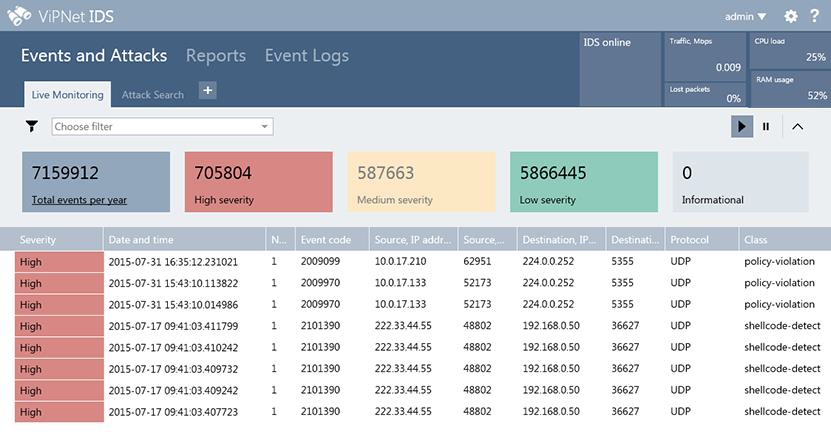 ViPNet IDS
admin
?
Events and Attacks Reports Event Logs
IDS online
Traffic, Mbps
0.009
CPU load
25%
Lost packets
0%
RAM usage
52%
Live Monitoring Attack Search +
Choose filter
7159912
Total events per year
705804
High severity
587663
Medium severity
5866445
Low severity
0
Informational
Severity Date and time N... Event code Source, IP addr... Source,... Destination, IP... Destinati... Protocol Class
High 2015-07-31 16:35:12.231021 1 2009099 10.0.17.210 62951 224.0.0.252 5355 UDP policy-violation
High 2015-07-31 15:43:10.113822 1 2009970 10.0.17.133 52173 224.0.0.252 5355 UDP policy-violation
High 2015-07-31 15:43:10.014986 1 2009970 10.0.17.133 52173 224.0.0.252 5355 UDP policy-violation
High 2015-07-17 09:41:03.411799 1 2101390 222.33.44.55 48802 192.168.0.50 36627 UDP shellcode-detect
High 2015-07-17 09:41:03.410242 1 2101390 222.33.44.55 48802 192.168.0.50 36627 UDP shellcode-detect
High 2015-07-17 09:41:03.409732 1 2101390 222.33.44.55 48802 192.168.0.50 36627 UDP shellcode-detect
High 2015-07-17 09:41:03.409242 1 2101390 222.33.44.55 48802 192.168.0.50 36627 UDP shellcode-detect
High 2015-07-17 09:41:03.407723 1 2101390 222.33.44.55 48802 192.168.0.50 36627 UDP shellcode-detect